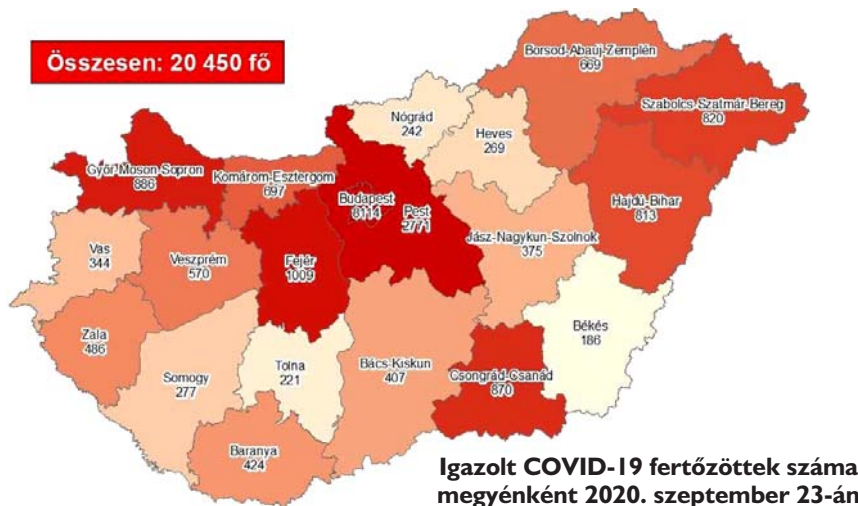 Összesen: 20 450 fő
Borsod-Abaúj-Zemplén
669
Szabolcs-Szatmár-Bereg
820
Nógrád
242
Heves
269
Győr-Moson-Sopron
886
Komárom-Esztergom
697
Budapest
8114
Pest
2771
Hajdú-Bihar
813
Jász-Nagykun-Szolnok
375
Vas
344
Veszprém
570
Fejér
1009
Zala
486
Somogy
277
Tolna
221
Bács-Kiskun
407
Békés
186
Csongrád-Csanád
870
Baranya
424
Igazolt COVID-19 fertőzöttek száma
megyénként 2020. szeptember 23-án